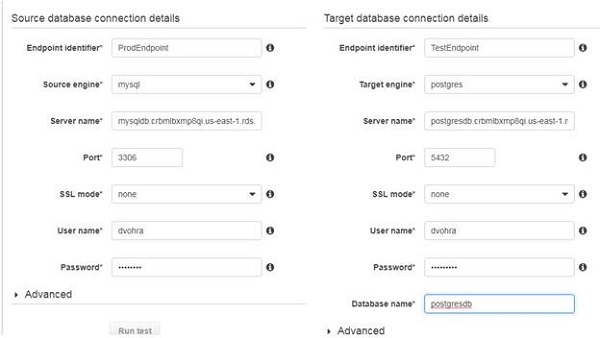 Source database connection details
Endpoint identifier* ProdEndpoint
Source engine* mysql
Server name* mysqldb.crbmlbxmp8qi.us-east-1.rds.
Port* 3306
SSL mode* none
User name* dvohra
Password* ••••••••
Advanced
Run test
Target database connection details
Endpoint identifier* TestEndpoint
Target engine* postgres
Server name* postgresdb.crbmlbxmp8qi.us-east-1.r
Port* 5432
SSL mode* none
User name* dvohra
Password* •••••••••
Database name* postgresdb
Advanced